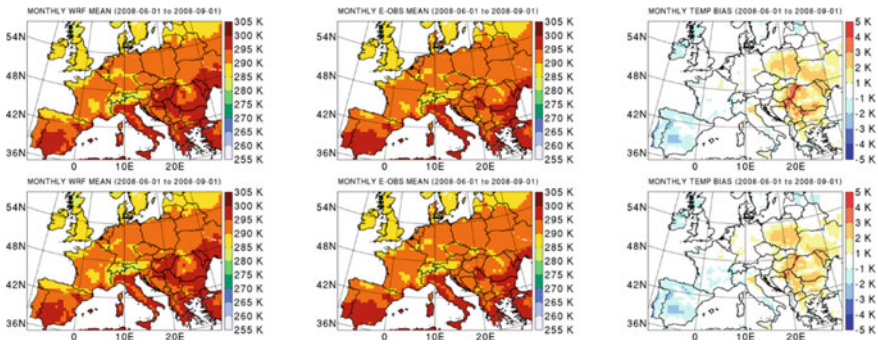 MONTHLY WRF MEAN (2008-06-01 to 2008-09-01)
MONTHLY E-OBS MEAN (2008-06-01 to 2008-09-01)
MONTHLY TEMP BIAS (2008-06-01 to 2008-09-01)
54N
48N
42N
36N
0
10E
20E
305 K
300 K
295 K
290 K
285 K
280 K
275 K
270 K
265 K
260 K
255 K
54N
48N
42N
36N
0
10E
20E
305 K
300 K
295 K
290 K
285 K
280 K
275 K
270 K
265 K
260 K
255 K
54N
48N
42N
36N
0
10E
20E
5 K
4 K
3 K
2 K
1 K
-1 K
-2 K
-3 K
-4 K
-5 K
MONTHLY WRF MEAN (2008-06-01 to 2008-09-01)
MONTHLY E-OBS MEAN (2008-06-01 to 2008-09-01)
MONTHLY TEMP BIAS (2008-06-01 to 2008-09-01)
54N
48N
42N
36N
0
10E
20E
305 K
300 K
295 K
290 K
285 K
280 K
275 K
270 K
265 K
260 K
255 K
54N
48N
42N
36N
0
10E
20E
305 K
300 K
295 K
290 K
285 K
280 K
275 K
270 K
265 K
260 K
255 K
54N
48N
42N
36N
0
10E
20E
5 K
4 K
3 K
2 K
1 K
-1 K
-2 K
-3 K
-4 K
-5 K